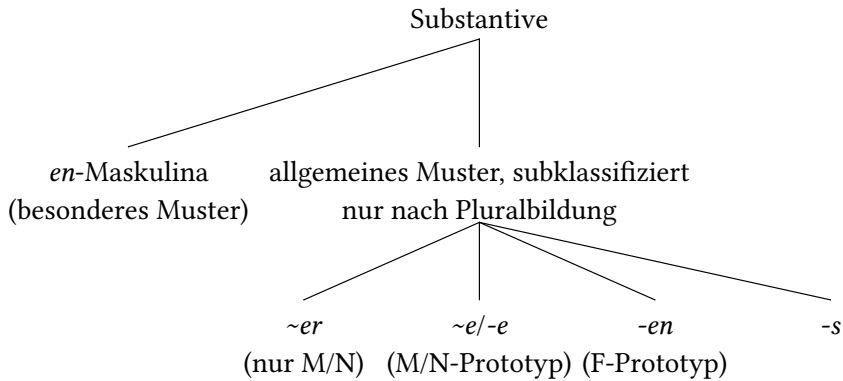 Substantive
en-Maskulina
(besonderes Muster)
allgemeines Muster, subklassifiziert
nur nach Pluralbildung
~er
(nur M/N)
~e/-e
(M/N-Prototyp)
-en
(F-Prototyp)
-s